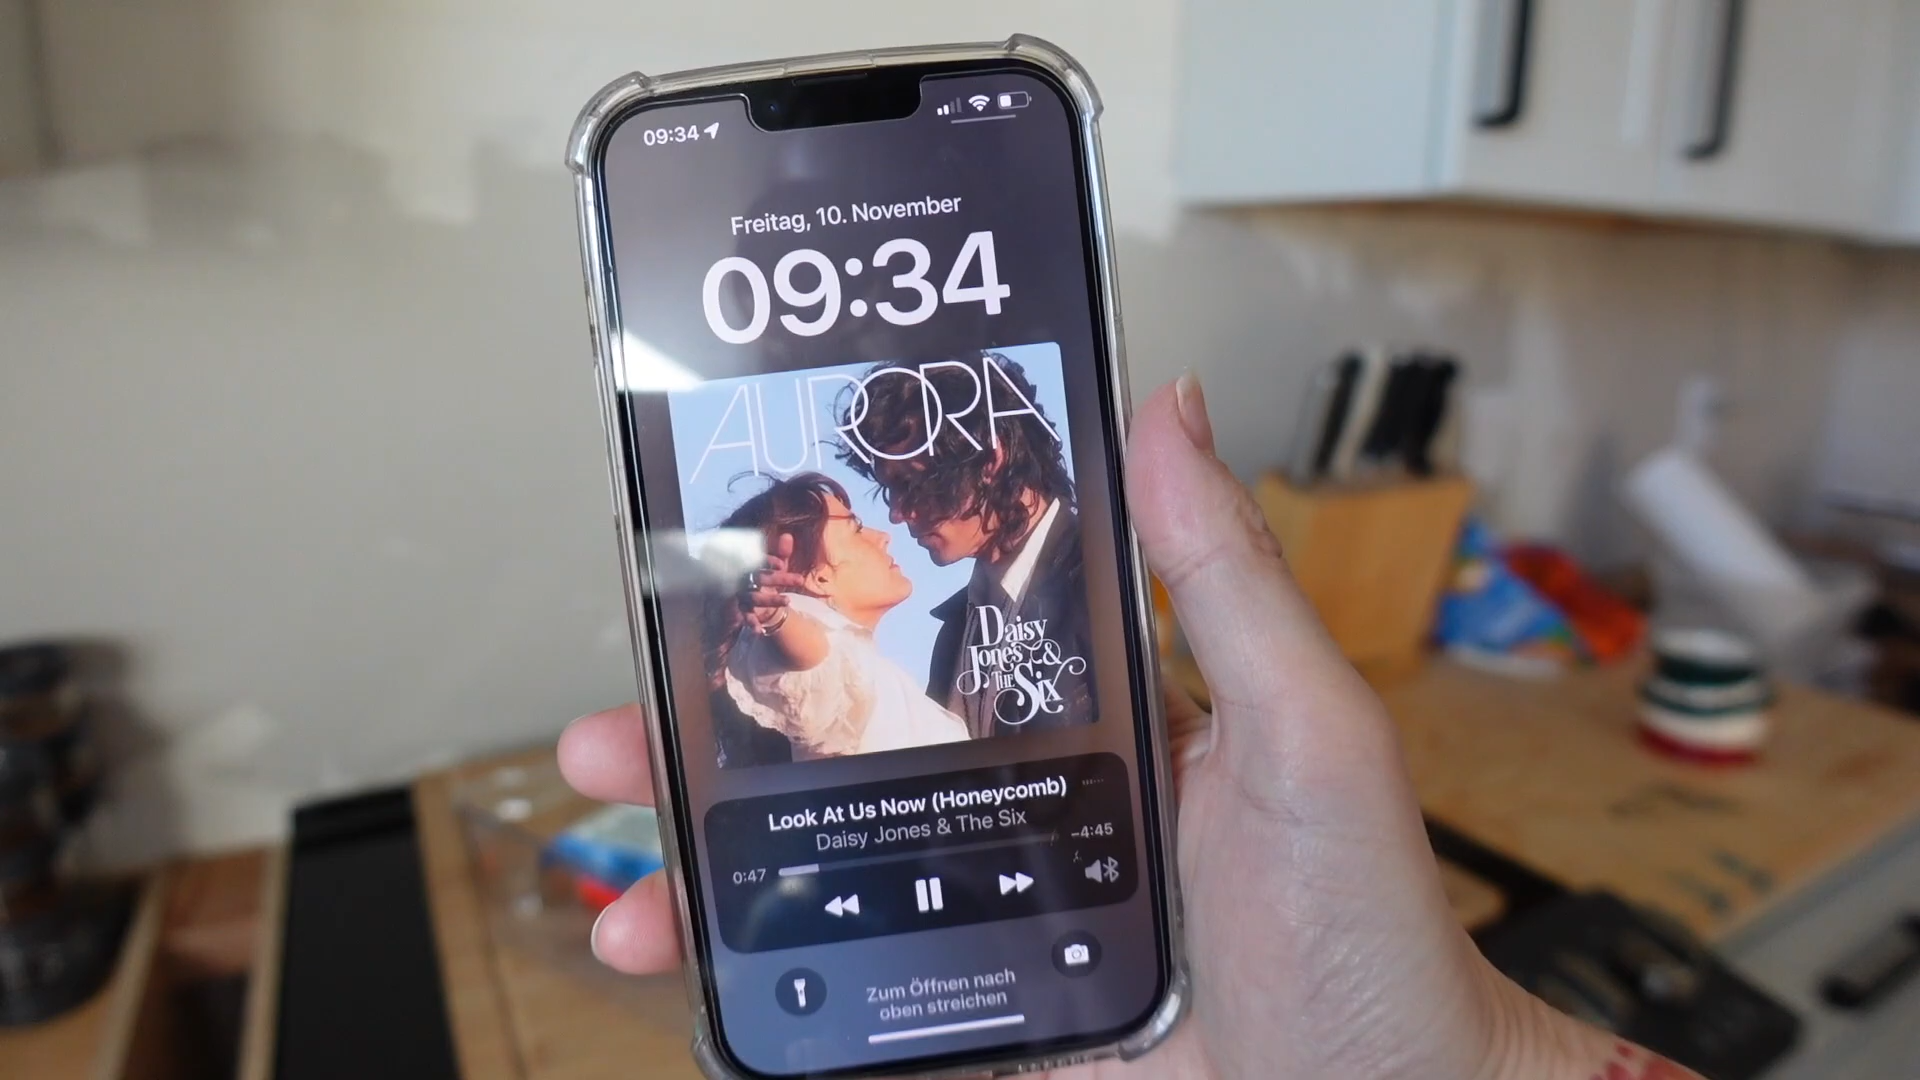 09:34
Freitag, 10. November
09:34
AURORA
Daisy
Jones &
THE Six
Look At Us Now (Honeycomb)
Daisy Jones & The Six
0:47
-4:45
Zum Öffnen nach
oben streichen